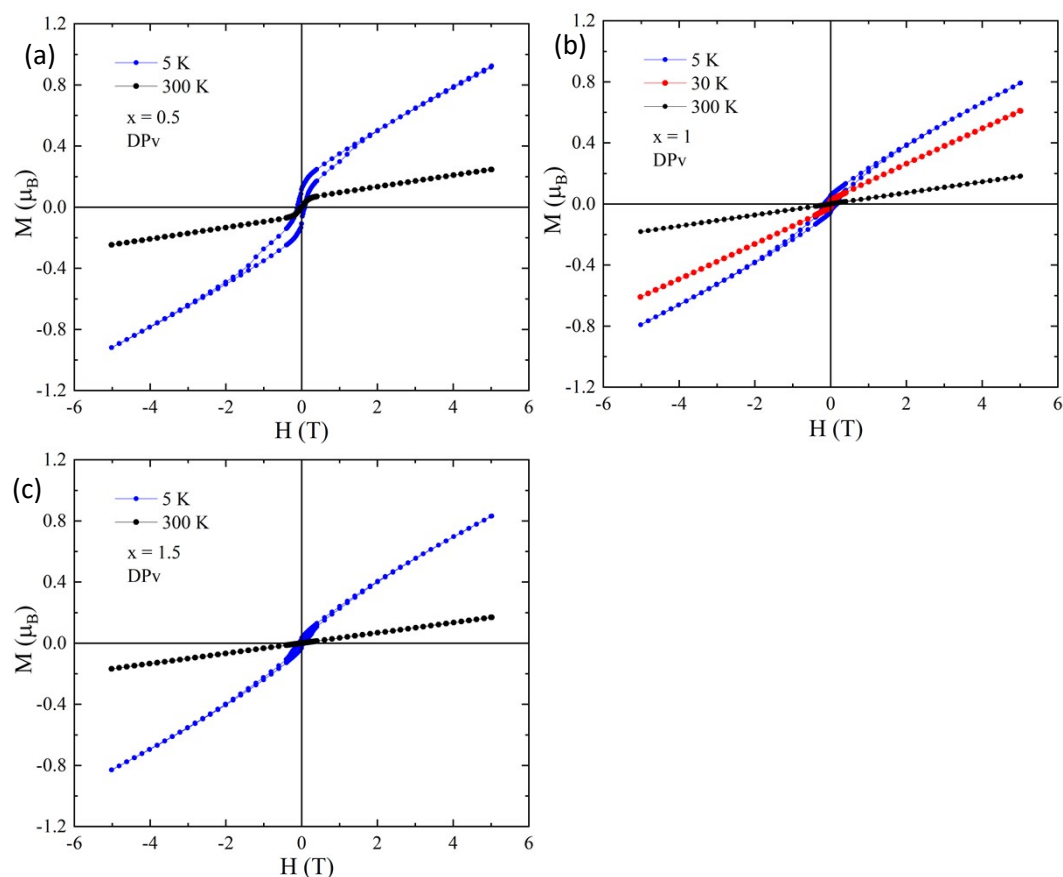 (a)
1.2
0.8
0.4
0.0
-0.4
-0.8
-1.2
M (μB)
5 K
300 K
x = 0.5
DPv
-6 -4 -2 0 2 4 6
H (T)
(b)
1.2
0.8
0.4
0.0
-0.4
-0.8
-1.2
M (μB)
5 K
30 K
300 K
x = 1
DPv
-6 -4 -2 0 2 4 6
H (T)
(c)
1.2
0.8
0.4
0.0
-0.4
-0.8
-1.2
M (μB)
5 K
300 K
x = 1.5
DPv
-6 -4 -2 0 2 4 6
H (T)